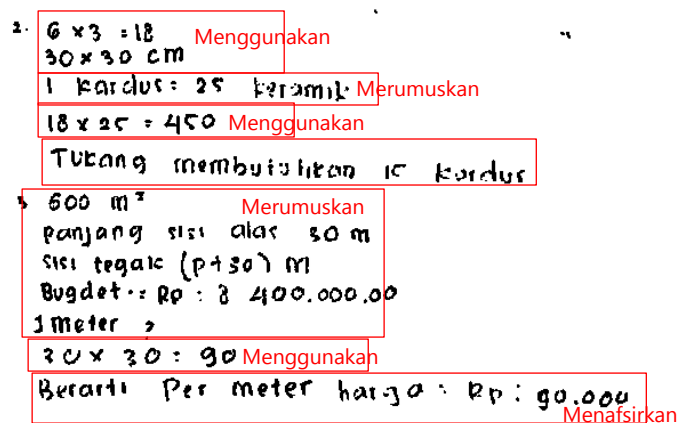 2. 6 x 3 = 18 Menggunakan
30 x 30 cm
1 kardus = 25 keramik Merumuskan
18 x 25 = 450 Menggunakan
Tukang membutuhkan 15 kardus
3 600 m² Merumuskan
panjang sisi alas 30 m
sisi tegak (p+30) m
Bugdet : Rp : 8 400.000,00
1 meter ?
30 x 30 : 90 Menggunakan
Berarti Per meter harga : Rp : 90.000
Menafsirkan